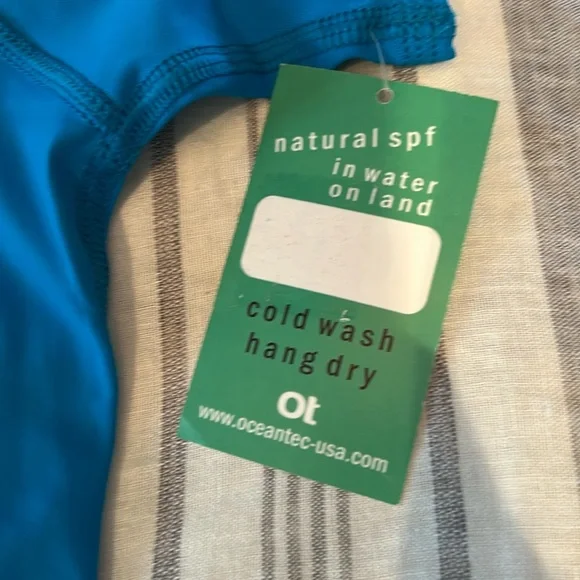 natural spf
in water
on land
cold wash
hang dry
Ot
www.oceantec-usa.com